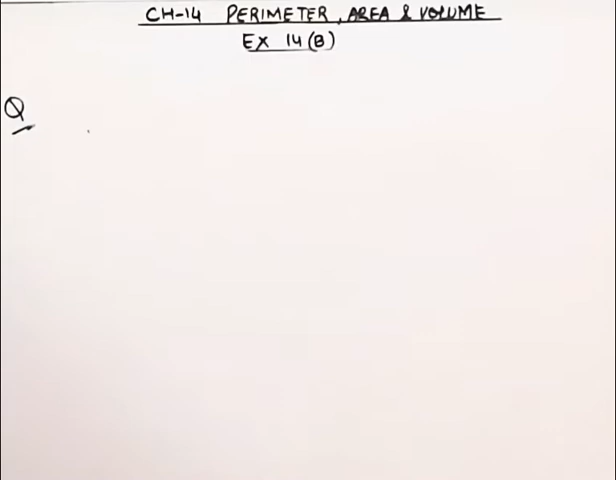 CH-14 PERIMETER, AREA & VOLUME
EX 14(B)
Q